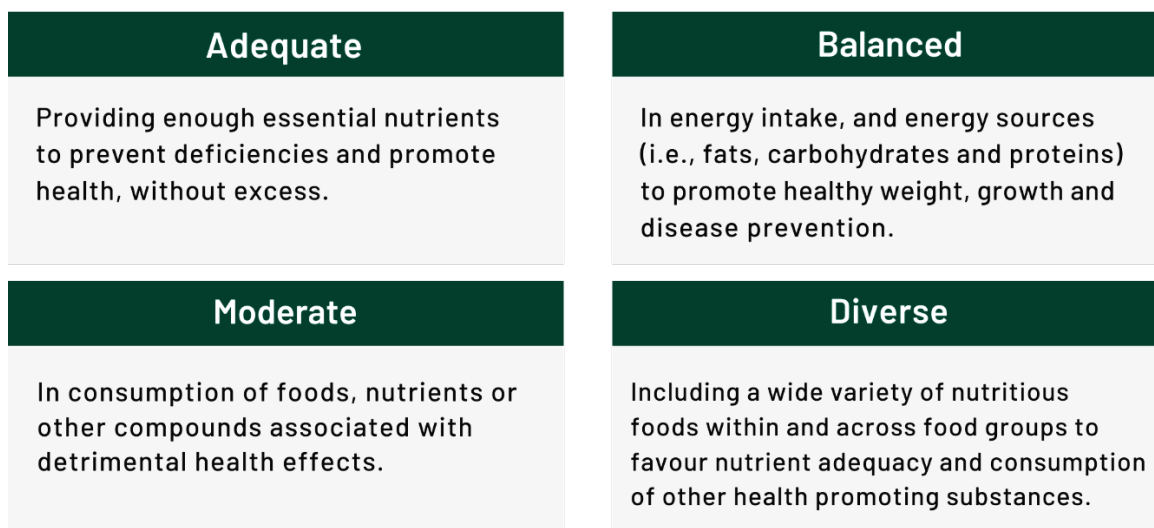 Adequate
Providing enough essential nutrients
to prevent deficiencies and promote
health, without excess.
Balanced
In energy intake, and energy sources
(i.e., fats, carbohydrates and proteins)
to promote healthy weight, growth and
disease prevention.
Moderate
In consumption of foods, nutrients or
other compounds associated with
detrimental health effects.
Diverse
Including a wide variety of nutritious
foods within and across food groups to
favour nutrient adequacy and consumption
of other health promoting substances.